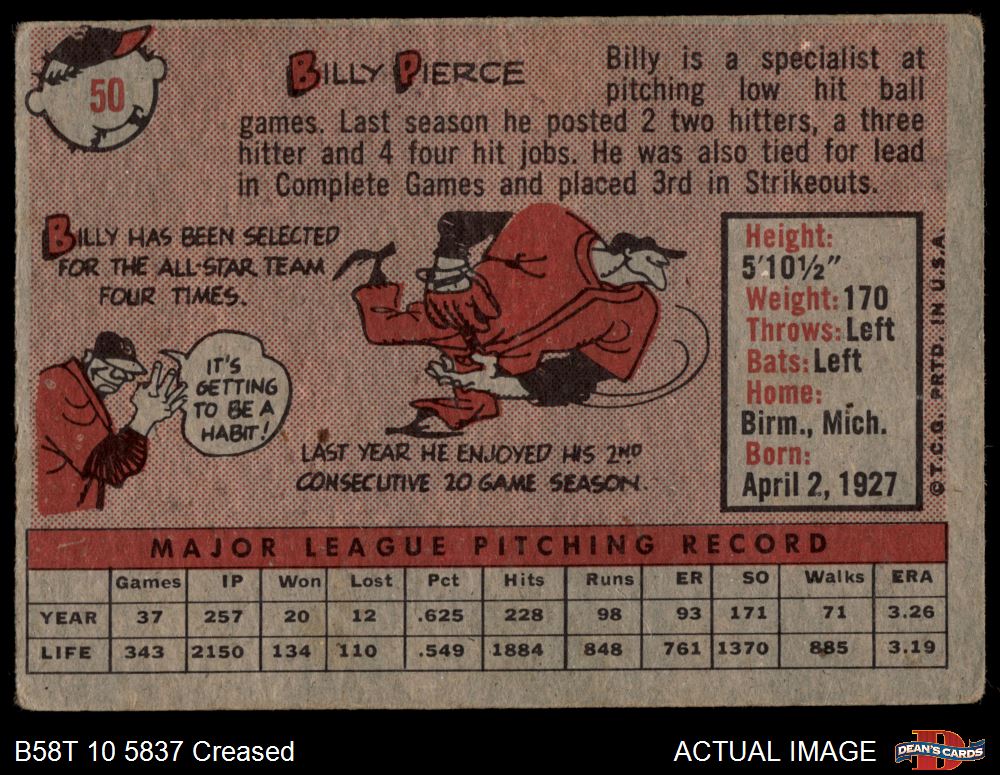 50
BILLY PIERCE
Billy is a specialist at
pitching low hit ball
games. Last season he posted 2 two hitters, a three
hitter and 4 four hit jobs. He was also tied for lead
in Complete Games and placed 3rd in Strikeouts.
BILLY HAS BEEN SELECTED
FOR THE ALL-STAR TEAM
FOUR TIMES.
IT'S
GETTING
TO BE A
HABIT!
LAST YEAR HE ENJOYED HIS 2ND
CONSECUTIVE 20 GAME SEASON.
Height:
5'10½"
Weight: 170
Throws: Left
Bats: Left
Home:
Birm., Mich.
Born:
April 2, 1927
© T.C.G. PRTD. IN U.S.A.
MAJOR LEAGUE PITCHING RECORD
Games IP Won Lost Pct Hits Runs ER SO Walks ERA
YEAR 37 257 20 12 .625 228 98 93 171 71 3.26
LIFE 343 2150 134 110 .549 1884 848 761 1370 885 3.19
B58T 10 5837 Creased
ACTUAL IMAGE
D
DEAN'S CARDS